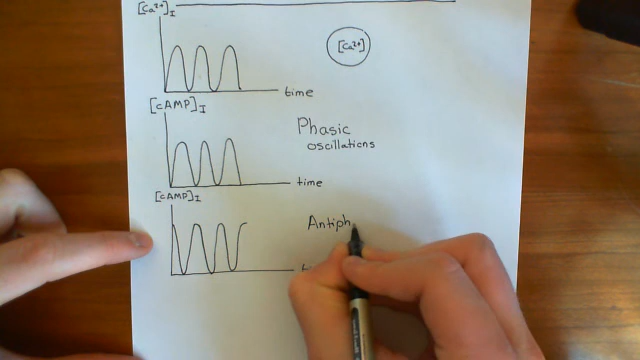 [Ca²⁺]I
[Ca²⁺]
time
[cAMP]I
Phasic
oscillations
time
[cAMP]I
Antiph